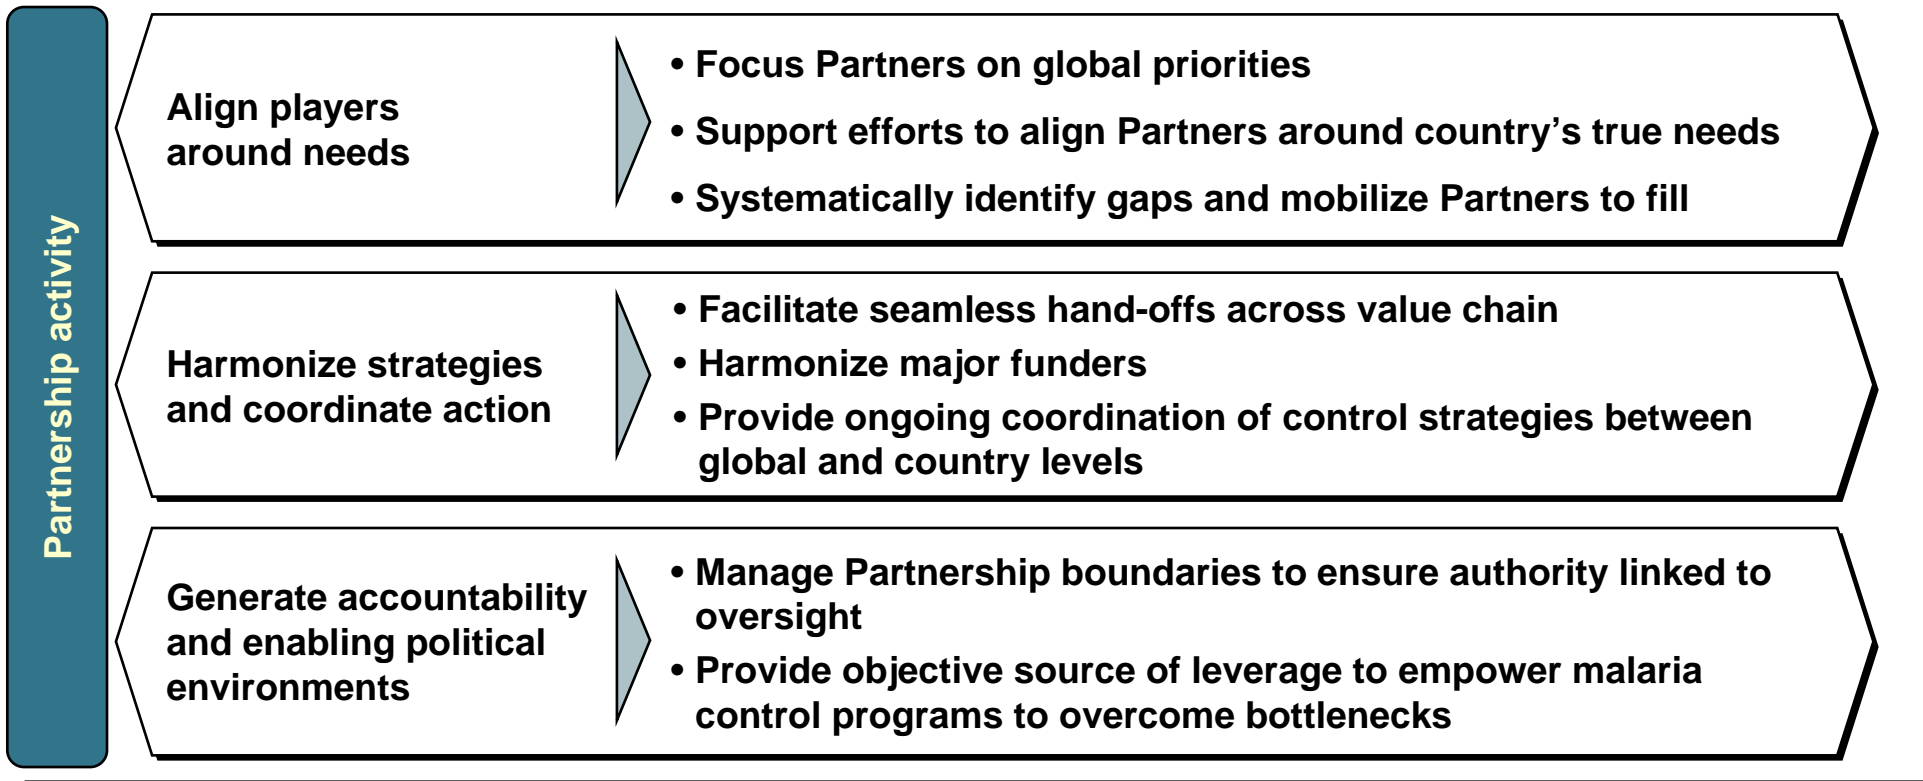 Partnership activity
Align players
around needs
• Focus Partners on global priorities
• Support efforts to align Partners around country’s true needs
• Systematically identify gaps and mobilize Partners to fill
Harmonize strategies
and coordinate action
• Facilitate seamless hand-offs across value chain
• Harmonize major funders
• Provide ongoing coordination of control strategies between
global and country levels
Generate accountability
and enabling political
environments
• Manage Partnership boundaries to ensure authority linked to
oversight
• Provide objective source of leverage to empower malaria
control programs to overcome bottlenecks